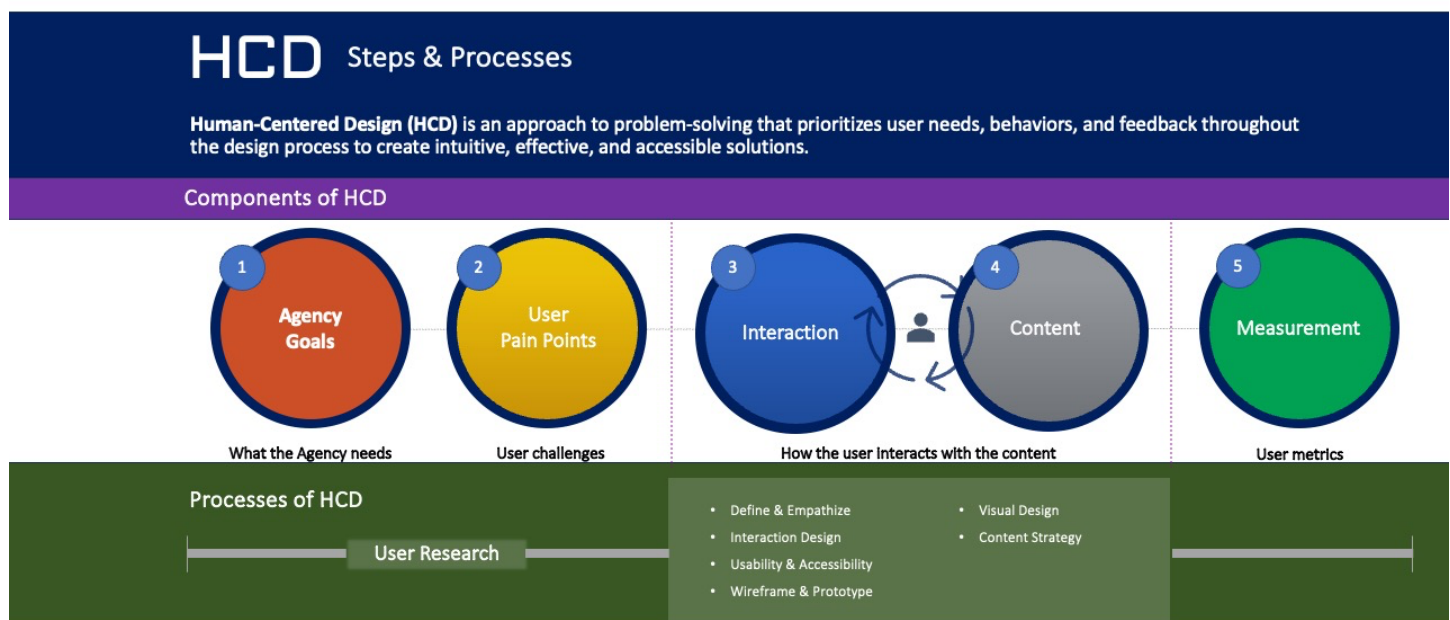 HCD Steps & Processes
Human-Centered Design (HCD) is an approach to problem-solving that prioritizes user needs, behaviors, and feedback throughout
the design process to create intuitive, effective, and accessible solutions.
Components of HCD
1
Agency
Goals
What the Agency needs
2
User
Pain Points
User challenges
3
Interaction
4
Content
How the user interacts with the content
5
Measurement
User metrics
Processes of HCD
User Research
• Define & Empathize
• Interaction Design
• Usability & Accessibility
• Wireframe & Prototype
• Visual Design
• Content Strategy